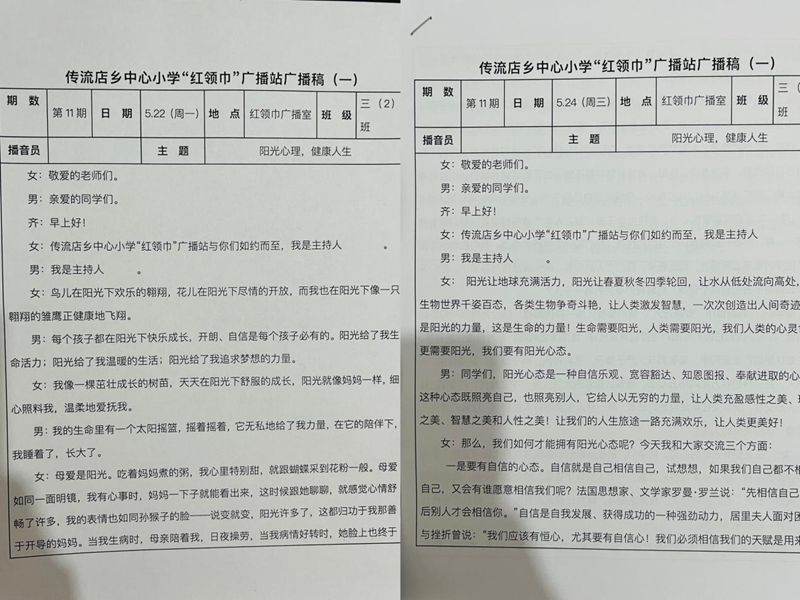 传流店乡中心小学“红领巾”广播站广播稿（一）
期 数 第11期 日 期 5.22（周一） 地 点 红领巾广播室 班 级 三（2）班
播音员 主 题 阳光心理，健康人生
女：敬爱的老师们。
男：亲爱的同学们。
齐：早上好！
女：传流店乡中心小学“红领巾”广播站与你们如约而至，我是主持人 。
男：我是主持人 。
女：鸟儿在阳光下欢乐的翱翔，花儿在阳光下尽情的开放，而我也在阳光下像一只
翱翔的雏鹰正健康地飞翔。
男：每个孩子都在阳光下快乐成长，开朗、自信是每个孩子必有的。阳光给了我生
命活力；阳光给了我温暖的生活；阳光给了我追求梦想的力量。
女：我像一棵茁壮成长的树苗，天天在阳光下舒服的成长，阳光就像妈妈一样，细
心照料我，温柔地爱抚我。
男：我的生命里有一个太阳摇篮，摇着摇着，它无私地给了我力量，在它的陪伴下，
我睡着了，长大了。
女：母爱是阳光。吃着妈妈煮的粥，我心里特别甜，就跟蝴蝶采到花粉一般。母爱
如同一面明镜，我有心事时，妈妈一下子就能看出来，这时候跟她聊聊，就感觉心情舒
畅了许多，我的表情也如同孙猴子的脸——说变就变，阳光许多了，这都归功于我那善
于开导的妈妈。当我生病时，母亲陪着我，日夜操劳，当我病情好转时，她脸上也终于
传流店乡中心小学“红领巾”广播站广播稿（一）
期 数 第11期 日 期 5.24（周三） 地 点 红领巾广播室 班 级 三（班
播音员 主 题 阳光心理，健康人生
女：敬爱的老师们。
男：亲爱的同学们。
齐：早上好！
女：传流店乡中心小学“红领巾”广播站与你们如约而至，我是主持人
男：我是主持人 。
女： 阳光让地球充满活力，阳光让春夏秋冬四季轮回，让水从低处流向高处，
生物世界千姿百态，各类生物争奇斗艳，让人类激发智慧，一次次创造出人间奇迹
是阳光的力量，这是生命的力量！生命需要阳光，人类需要阳光，我们人类的心灵
更需要阳光，我们要有阳光心态。
男：同学们，阳光心态是一种自信乐观、宽容豁达、知恩图报、奉献进取的心
这种心态既照亮自己，也照亮别人，它给人以无穷的力量，让人类充盈感性之美、
之美、智慧之美和人性之美！让我们的人生旅途一路充满欢乐，让人类更美好！
女：那么，我们如何才能拥有阳光心态呢？今天我和大家交流三个方面：
一是要有自信的心态。自信就是自己相信自己，试想想，如果我们自己都不相
自己，又会有谁愿意相信我们呢？法国思想家、文学家罗曼·罗兰说：“先相信自己
后别人才会相信你。”自信是自我发展、获得成功的一种强劲动力，居里夫人面对困
与挫折曾说：“我们应该有恒心，尤其要有自信心！我们必须相信我们的天赋是用来